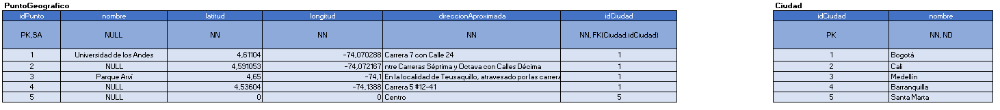 PuntoGeografico Ciudad
idPunto nombre latitud longitud direccionAproximada idCiudad idCiudad nombre
PK,SA NULL NN NN NN NN, FK(Ciudad.idCiudad) PK NN, ND
1 Universidad de los Andes 4,61104 -74,070288 Carrera 7 con Calle 24 1 1 Bogotá
2 NULL 4,591053 -74,072167 ntre Carreras Séptima y Octava con Calles Décima 1 2 Cali
3 Parque Arví 4,65 -74,1 En la localidad de Teusaquillo, atravesado por las carrera 1 3 Medellín
4 NULL 4,53604 -74,1388 Carrera 5 #12-41 1 4 Barranquilla
5 NULL 0 0 Centro 5 5 Santa Marta